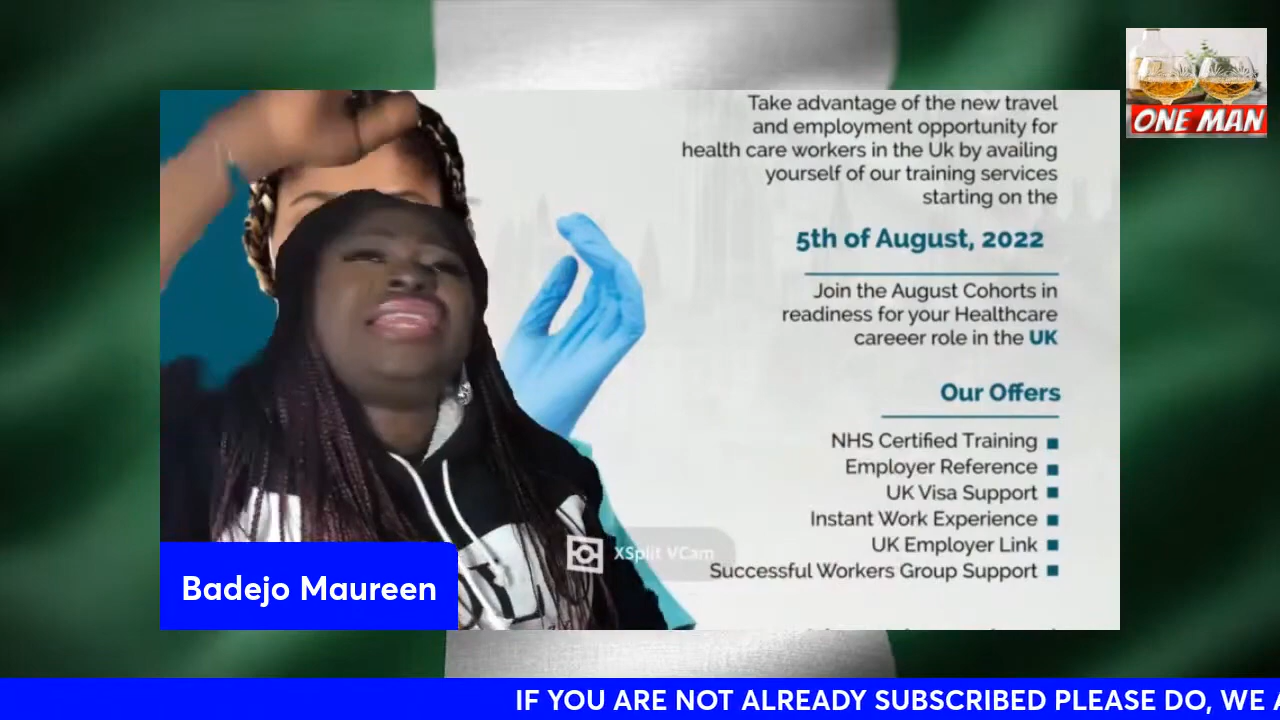 ONE MAN
Take advantage of the new travel
and employment opportunity for
health care workers in the Uk by availing
yourself of our training services
starting on the
5th of August, 2022
Join the August Cohorts in
readiness for your Healthcare
careeer role in the UK
Our Offers
NHS Certified Training
Employer Reference
UK Visa Support
Instant Work Experience
UK Employer Link
XSplit VCam
Successful Workers Group Support
Badejo Maureen
IF YOU ARE NOT ALREADY SUBSCRIBED PLEASE DO, WE